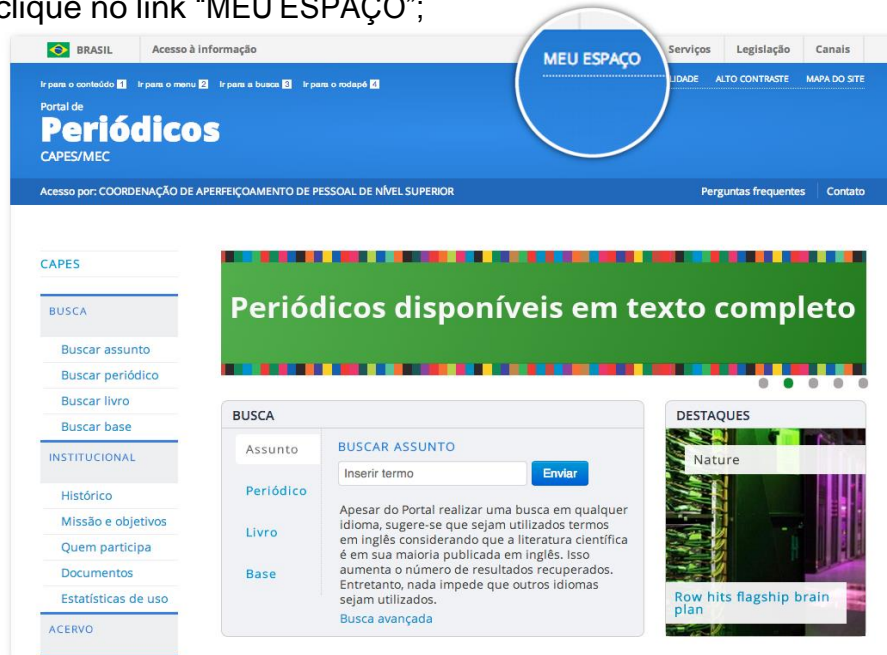 clique no link “MEU ESPAÇO”;
BRASIL Acesso à informação Serviços Legislação Canais
MEU ESPAÇO
Ir para o conteúdo 1 Ir para o menu 2 Ir para a busca 3 Ir para o rodapé 4 ALTO CONTRASTE MAPA DO SITE
Portal de
Periódicos
CAPES/MEC
Acesso por: COORDENAÇÃO DE APERFEIÇOAMENTO DE PESSOAL DE NÍVEL SUPERIOR Perguntas frequentes Contato
CAPES
BUSCA
Buscar assunto
Buscar periódico
Buscar livro
Buscar base
INSTITUCIONAL
Histórico
Missão e objetivos
Quem participa
Documentos
Estatísticas de uso
ACERVO
Periódicos disponíveis em texto completo
BUSCA
Assunto
Periódico
Livro
Base
BUSCAR ASSUNTO
Inserir termo Enviar
Apesar do Portal realizar uma busca em qualquer
idioma, sugere-se que sejam utilizados termos
em inglês considerando que a literatura científica
é em sua maioria publicada em inglês. Isso
aumenta o número de resultados recuperados.
Entretanto, nada impede que outros idiomas
sejam utilizados.
Busca avançada
DESTAQUES
Nature
Row hits flagship brain
plan